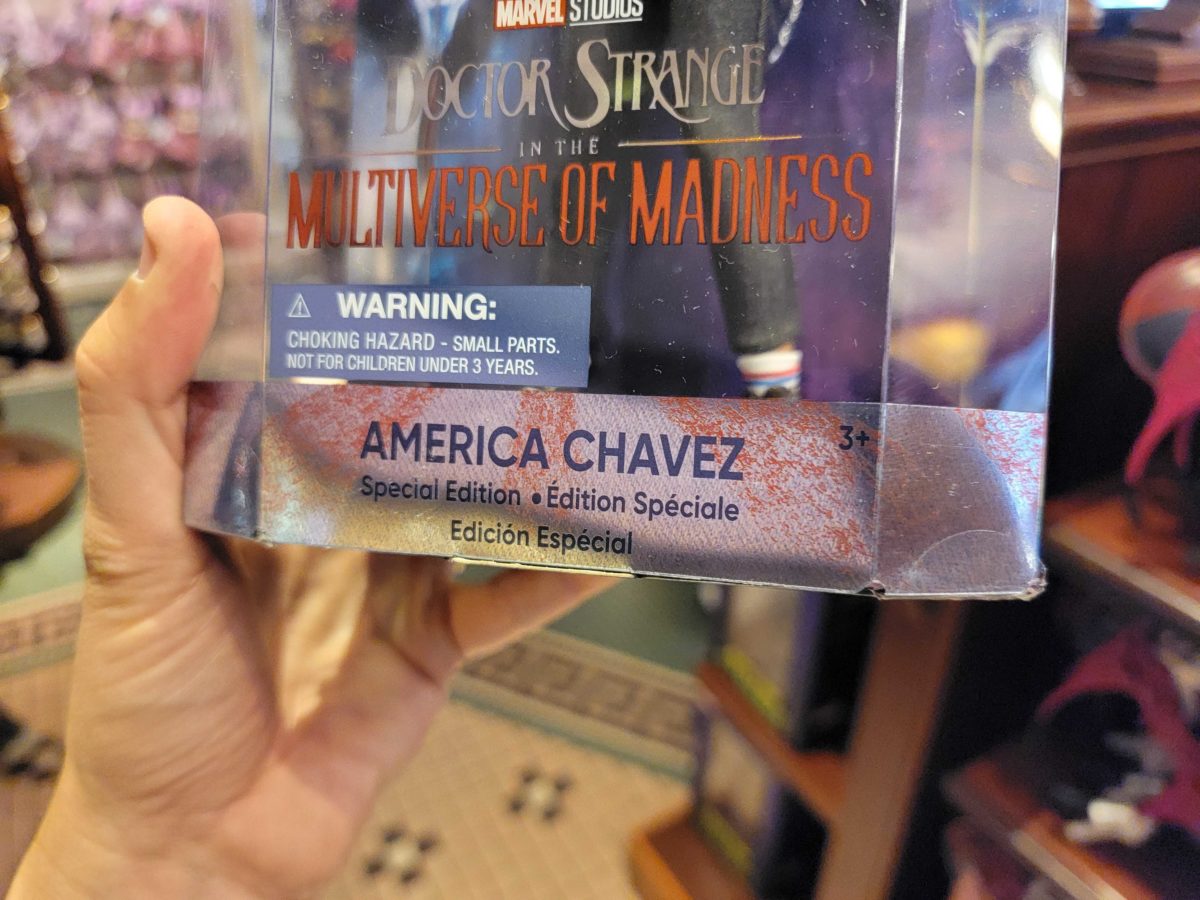 MARVEL STUDIOS
DOCTOR STRANGE
IN THE
MULTIVERSE OF MADNESS
⚠ WARNING:
CHOKING HAZARD - SMALL PARTS.
NOT FOR CHILDREN UNDER 3 YEARS.
AMERICA CHAVEZ 3+
Special Edition • Édition Spéciale
Edición Espécial